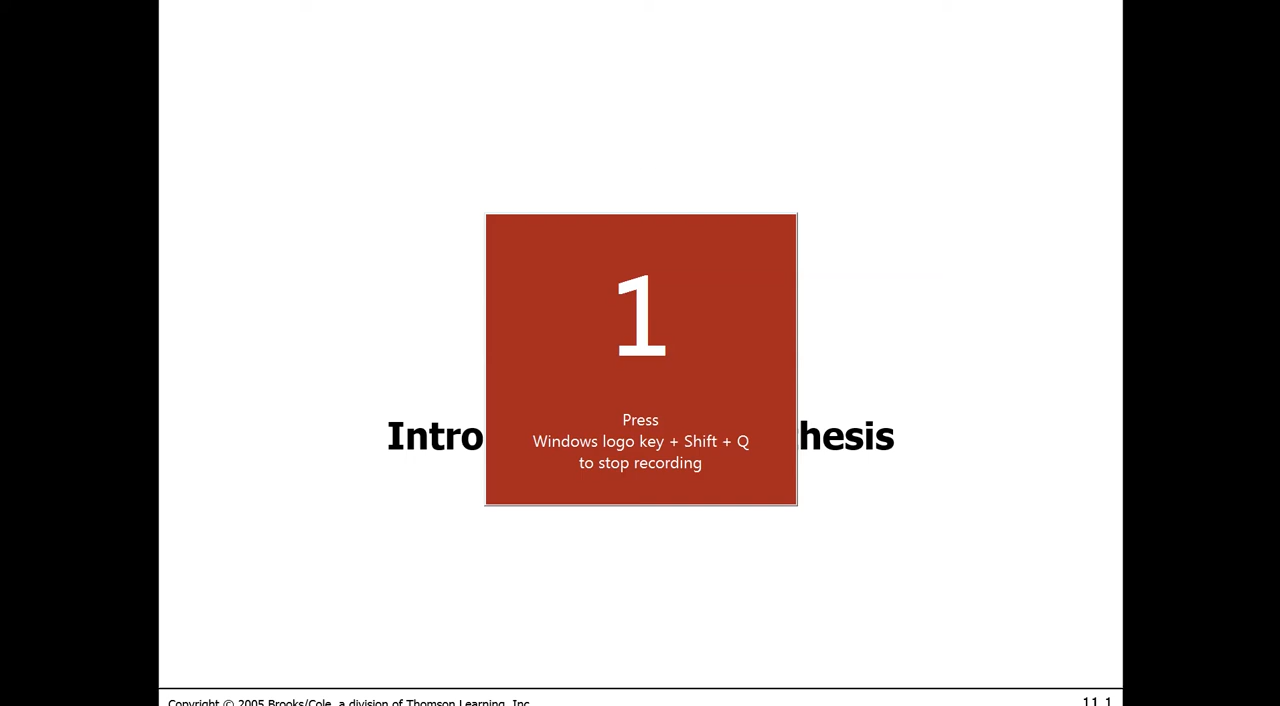 1
Press
Windows logo key + Shift + Q
to stop recording
Intro hesis
Copyright © 2005 Brooks/Cole, a division of Thomson Learning, Inc.
11.1